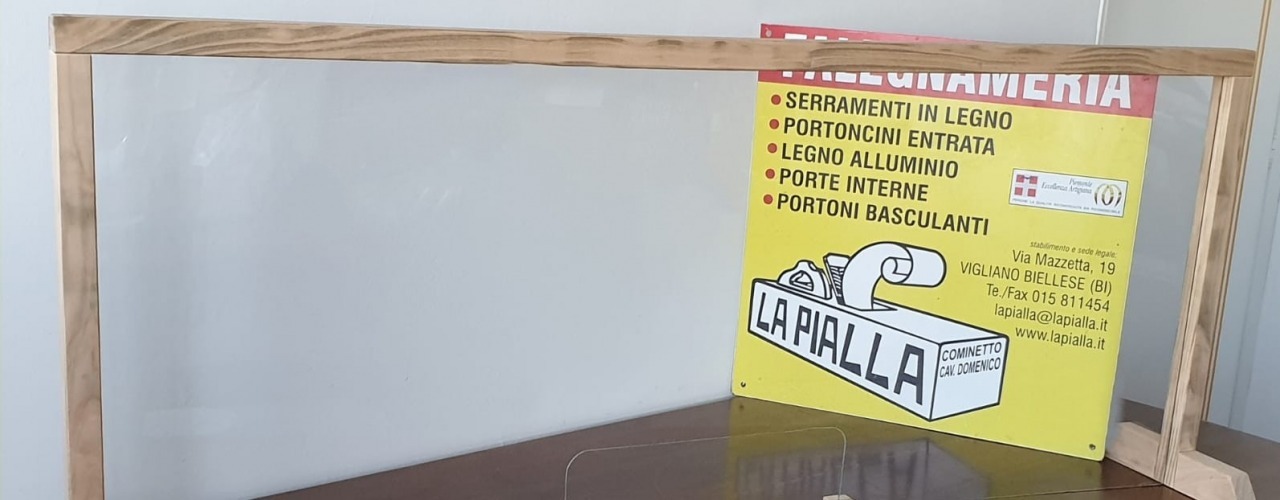 FALEGNAMERIA
SERRAMENTI IN LEGNO
PORTONCINI ENTRATA
LEGNO ALLUMINIO
PORTE INTERNE
PORTONI BASCULANTI
Piemonte
Eccellenza Artigiana
stabilimento e sede legale:
Via Mazzetta, 19
VIGLIANO BIELLESE (BI)
Te./Fax 015 811454
lapialla@lapialla.it
www.lapialla.it
LA PIALLA
COMINETTO
CAV. DOMENICO